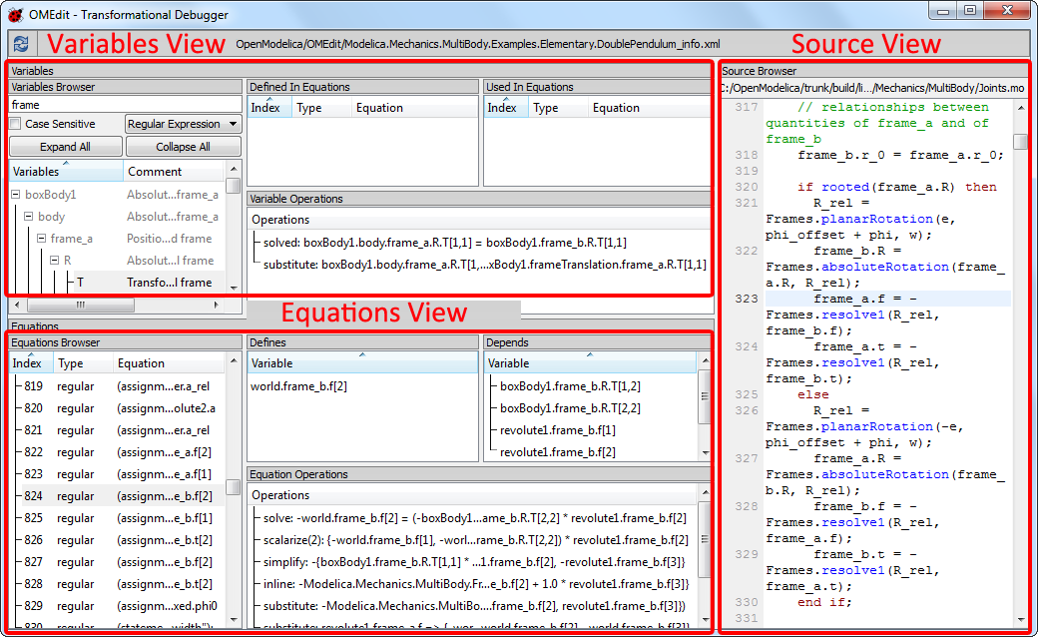 OMEdit - Transformational Debugger
Variables View
OpenModelica/OMEdit/Modelica.Mechanics.MultiBody.Examples.Elementary.DoublePendulum_info.xml
Source View
Variables
Variables Browser
frame
Case Sensitive
Regular Expression
Expand All
Collapse All
Variables
Comment
boxBody1
Absolut...frame_a
body
Absolut...frame_a
frame_a
Positio...d frame
R
Absolut...l frame
T
Transfo...l frame
Defined In Equations
Index Type Equation
Used In Equations
Index Type Equation
Variable Operations
Operations
solved: boxBody1.body.frame_a.R.T[1,1] = boxBody1.frame_b.R.T[1,1]
substitute: boxBody1.body.frame_a.R.T[1,...xBody1.frameTranslation.frame_a.R.T[1,1]
Equations View
Equations
Equations Browser
Index Type Equation
819 regular (assignm...er.a_rel
820 regular (assignm...olute2.a
821 regular (assignm...er.a_rel
822 regular (assignm...e_a.f[2]
823 regular (assignm...e_a.f[1]
824 regular (assignm...e_b.f[2]
825 regular (assignm...e_b.f[1]
826 regular (assignm...e_b.t[2]
827 regular (assignm...e_b.f[2]
828 regular (assignm...e_b.t[2]
829 regular (assignm...xed.phi0
830 regular (stateme...width");
Defines
Variable
world.frame_b.f[2]
Depends
Variable
boxBody1.frame_b.R.T[1,2]
boxBody1.frame_b.R.T[2,2]
revolute1.frame_b.f[1]
revolute1.frame_b.f[2]
Equation Operations
Operations
solve: -world.frame_b.f[2] = (-boxBody1...ame_b.R.T[2,2] * revolute1.frame_b.f[2]
scalarize(2): {-world.frame_b.f[1], -worl...rame_b.R.T[2,2]) * revolute1.frame_b.f[2]
simplify: -{boxBody1.frame_b.R.T[1,1] * ...1.frame_b.f[2], -revolute1.frame_b.f[3]}
inline: -Modelica.Mechanics.MultiBody.Fr...e_b.f[2] + 1.0 * revolute1.frame_b.f[3]}
substitute: -Modelica.Mechanics.MultiBo....frame_b.f[2], revolute1.frame_b.f[3]})
Source Browser
C:/OpenModelica/trunk/build/li.../Mechanics/MultiBody/Joints.mo
317 // relationships between
quantities of frame_a and of
frame_b
318 frame_b.r_0 = frame_a.r_0;
319
320 if rooted(frame_a.R) then
321 R_rel =
Frames.planarRotation(e,
phi_offset + phi, w);
322 frame_b.R =
Frames.absoluteRotation(frame_
a.R, R_rel);
323 frame_a.f = -
Frames.resolve1(R_rel,
frame_b.f);
324 frame_a.t = -
Frames.resolve1(R_rel,
frame_b.t);
325 else
326 R_rel =
Frames.planarRotation(-e,
phi_offset + phi, w);
327 frame_a.R =
Frames.absoluteRotation(frame_
b.R, R_rel);
328 frame_b.f = -
Frames.resolve1(R_rel,
frame_a.f);
329 frame_b.t = -
Frames.resolve1(R_rel,
frame_a.t);
330 end if;
331